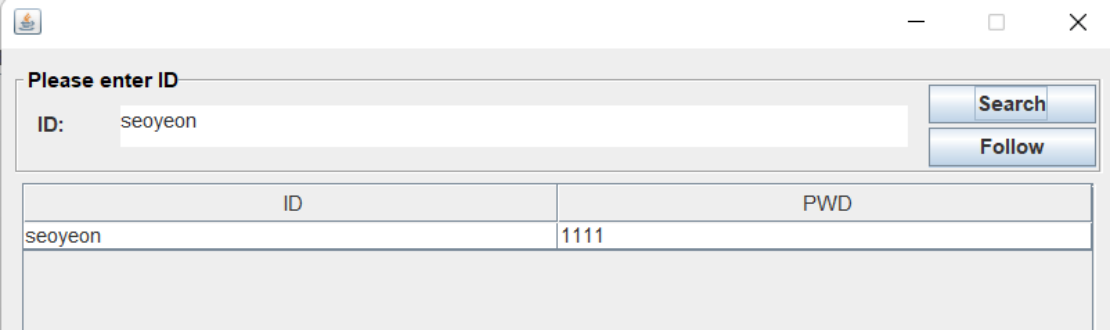 Please enter ID
ID: seoyeon
Search
Follow
ID PWD
seoyeon 1111